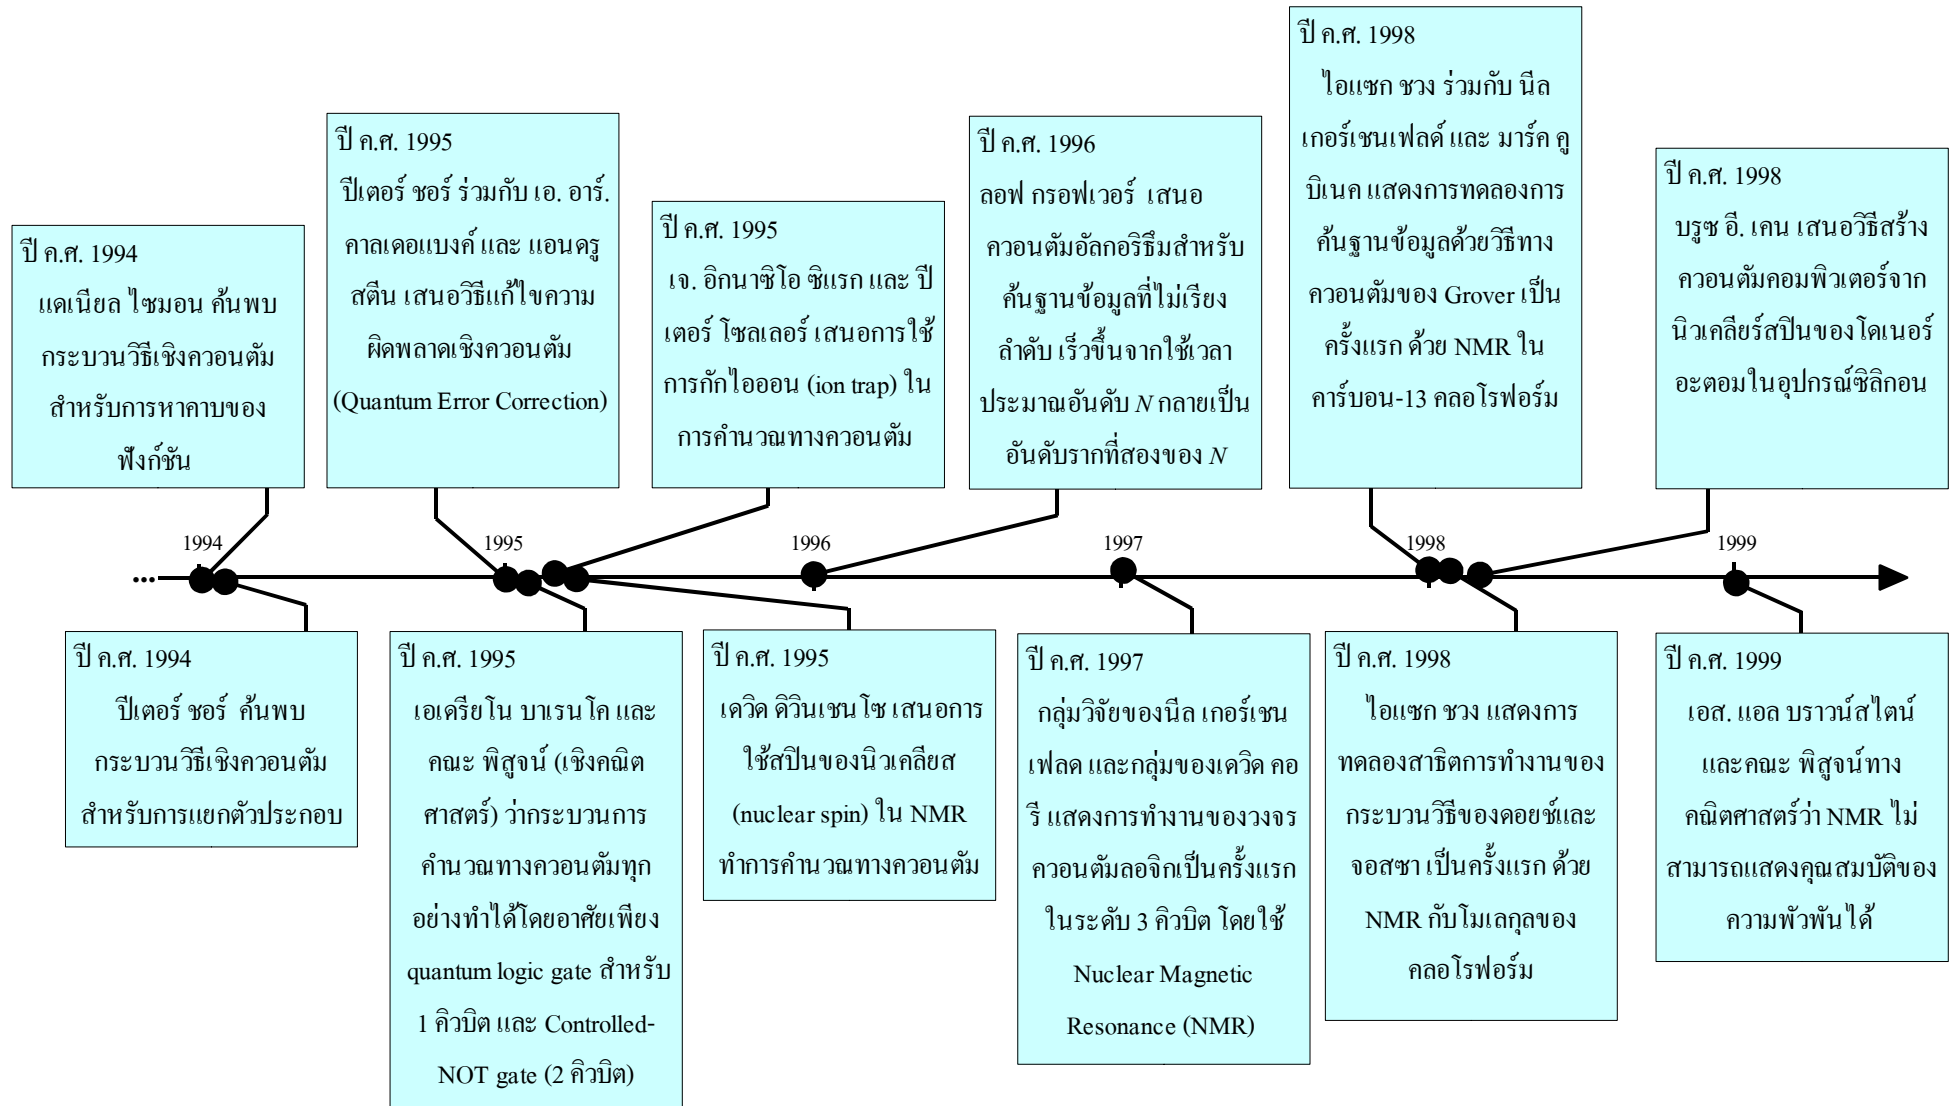 ปี ค.ศ. 1994
แดเนียล ไซมอน ค้นพบ
กระบวนวิธีเชิงควอนตัม
สำหรับการหาคาบของ
ฟังก์ชัน
ปี ค.ศ. 1995
ปีเตอร์ ชอร์ ร่วมกับ เอ. อาร์.
คาลเดอแบงค์ และ แอนดรู
สตีน เสนอวิธีแก้ไขความ
ผิดพลาดเชิงควอนตัม
(Quantum Error Correction)
ปี ค.ศ. 1995
เจ. อิกนาซิโอ ซิแรก และ ปี
เตอร์ โซลเลอร์ เสนอการใช้
การกักไอออน (ion trap) ใน
การคำนวณทางควอนตัม
ปี ค.ศ. 1996
ลอฟ กรอฟเวอร์ เสนอ
ควอนตัมอัลกอริธึมสำหรับ
ค้นฐานข้อมูลที่ไม่เรียง
ลำดับ เร็วขึ้นจากใช้เวลา
ประมาณอันดับ N กลายเป็น
อันดับรากที่สองของ N
ปี ค.ศ. 1998
ไอแซก ชวง ร่วมกับ นีล
เกอร์เชนเฟลด์ และ มาร์ค คู
บิเนค แสดงการทดลองการ
ค้นฐานข้อมูลด้วยวิธีทาง
ควอนตัมของ Grover เป็น
ครั้งแรก ด้วย NMR ใน
คาร์บอน-13 คลอโรฟอร์ม
ปี ค.ศ. 1998
บรูซ อี. เคน เสนอวิธีสร้าง
ควอนตัมคอมพิวเตอร์จาก
นิวเคลียร์สปินของโดเนอร์
อะตอมในอุปกรณ์ซิลิกอน
1994
1995
1996
1997
1998
1999
...
ปี ค.ศ. 1994
ปีเตอร์ ชอร์ ค้นพบ
กระบวนวิธีเชิงควอนตัม
สำหรับการแยกตัวประกอบ
ปี ค.ศ. 1995
เอเดรียโน บาเรนโค และ
คณะ พิสูจน์ (เชิงคณิต
ศาสตร์) ว่ากระบวนการ
คำนวณทางควอนตัมทุก
อย่างทำได้โดยอาศัยเพียง
quantum logic gate สำหรับ
1 คิวบิต และ Controlled-
NOT gate (2 คิวบิต)
ปี ค.ศ. 1995
เดวิด ดิวินเชนโซ เสนอการ
ใช้สปินของนิวเคลียส
(nuclear spin) ใน NMR
ทำการคำนวณทางควอนตัม
ปี ค.ศ. 1997
กลุ่มวิจัยของนีล เกอร์เชน
เฟลด และกลุ่มของเดวิด คอ
รี แสดงการทำงานของวงจร
ควอนตัมลอจิกเป็นครั้งแรก
ในระดับ 3 คิวบิต โดยใช้
Nuclear Magnetic
Resonance (NMR)
ปี ค.ศ. 1998
ไอแซก ชวง แสดงการ
ทดลองสาธิตการทำงานของ
กระบวนวิธีของดอยช์และ
จอสซา เป็นครั้งแรก ด้วย
NMR กับโมเลกุลของ
คลอโรฟอร์ม
ปี ค.ศ. 1999
เอส. แอล บราวน์สไตน์
และคณะ พิสูจน์ทาง
คณิตศาสตร์ว่า NMR ไม่
สามารถแสดงคุณสมบัติของ
ความพัวพันได้